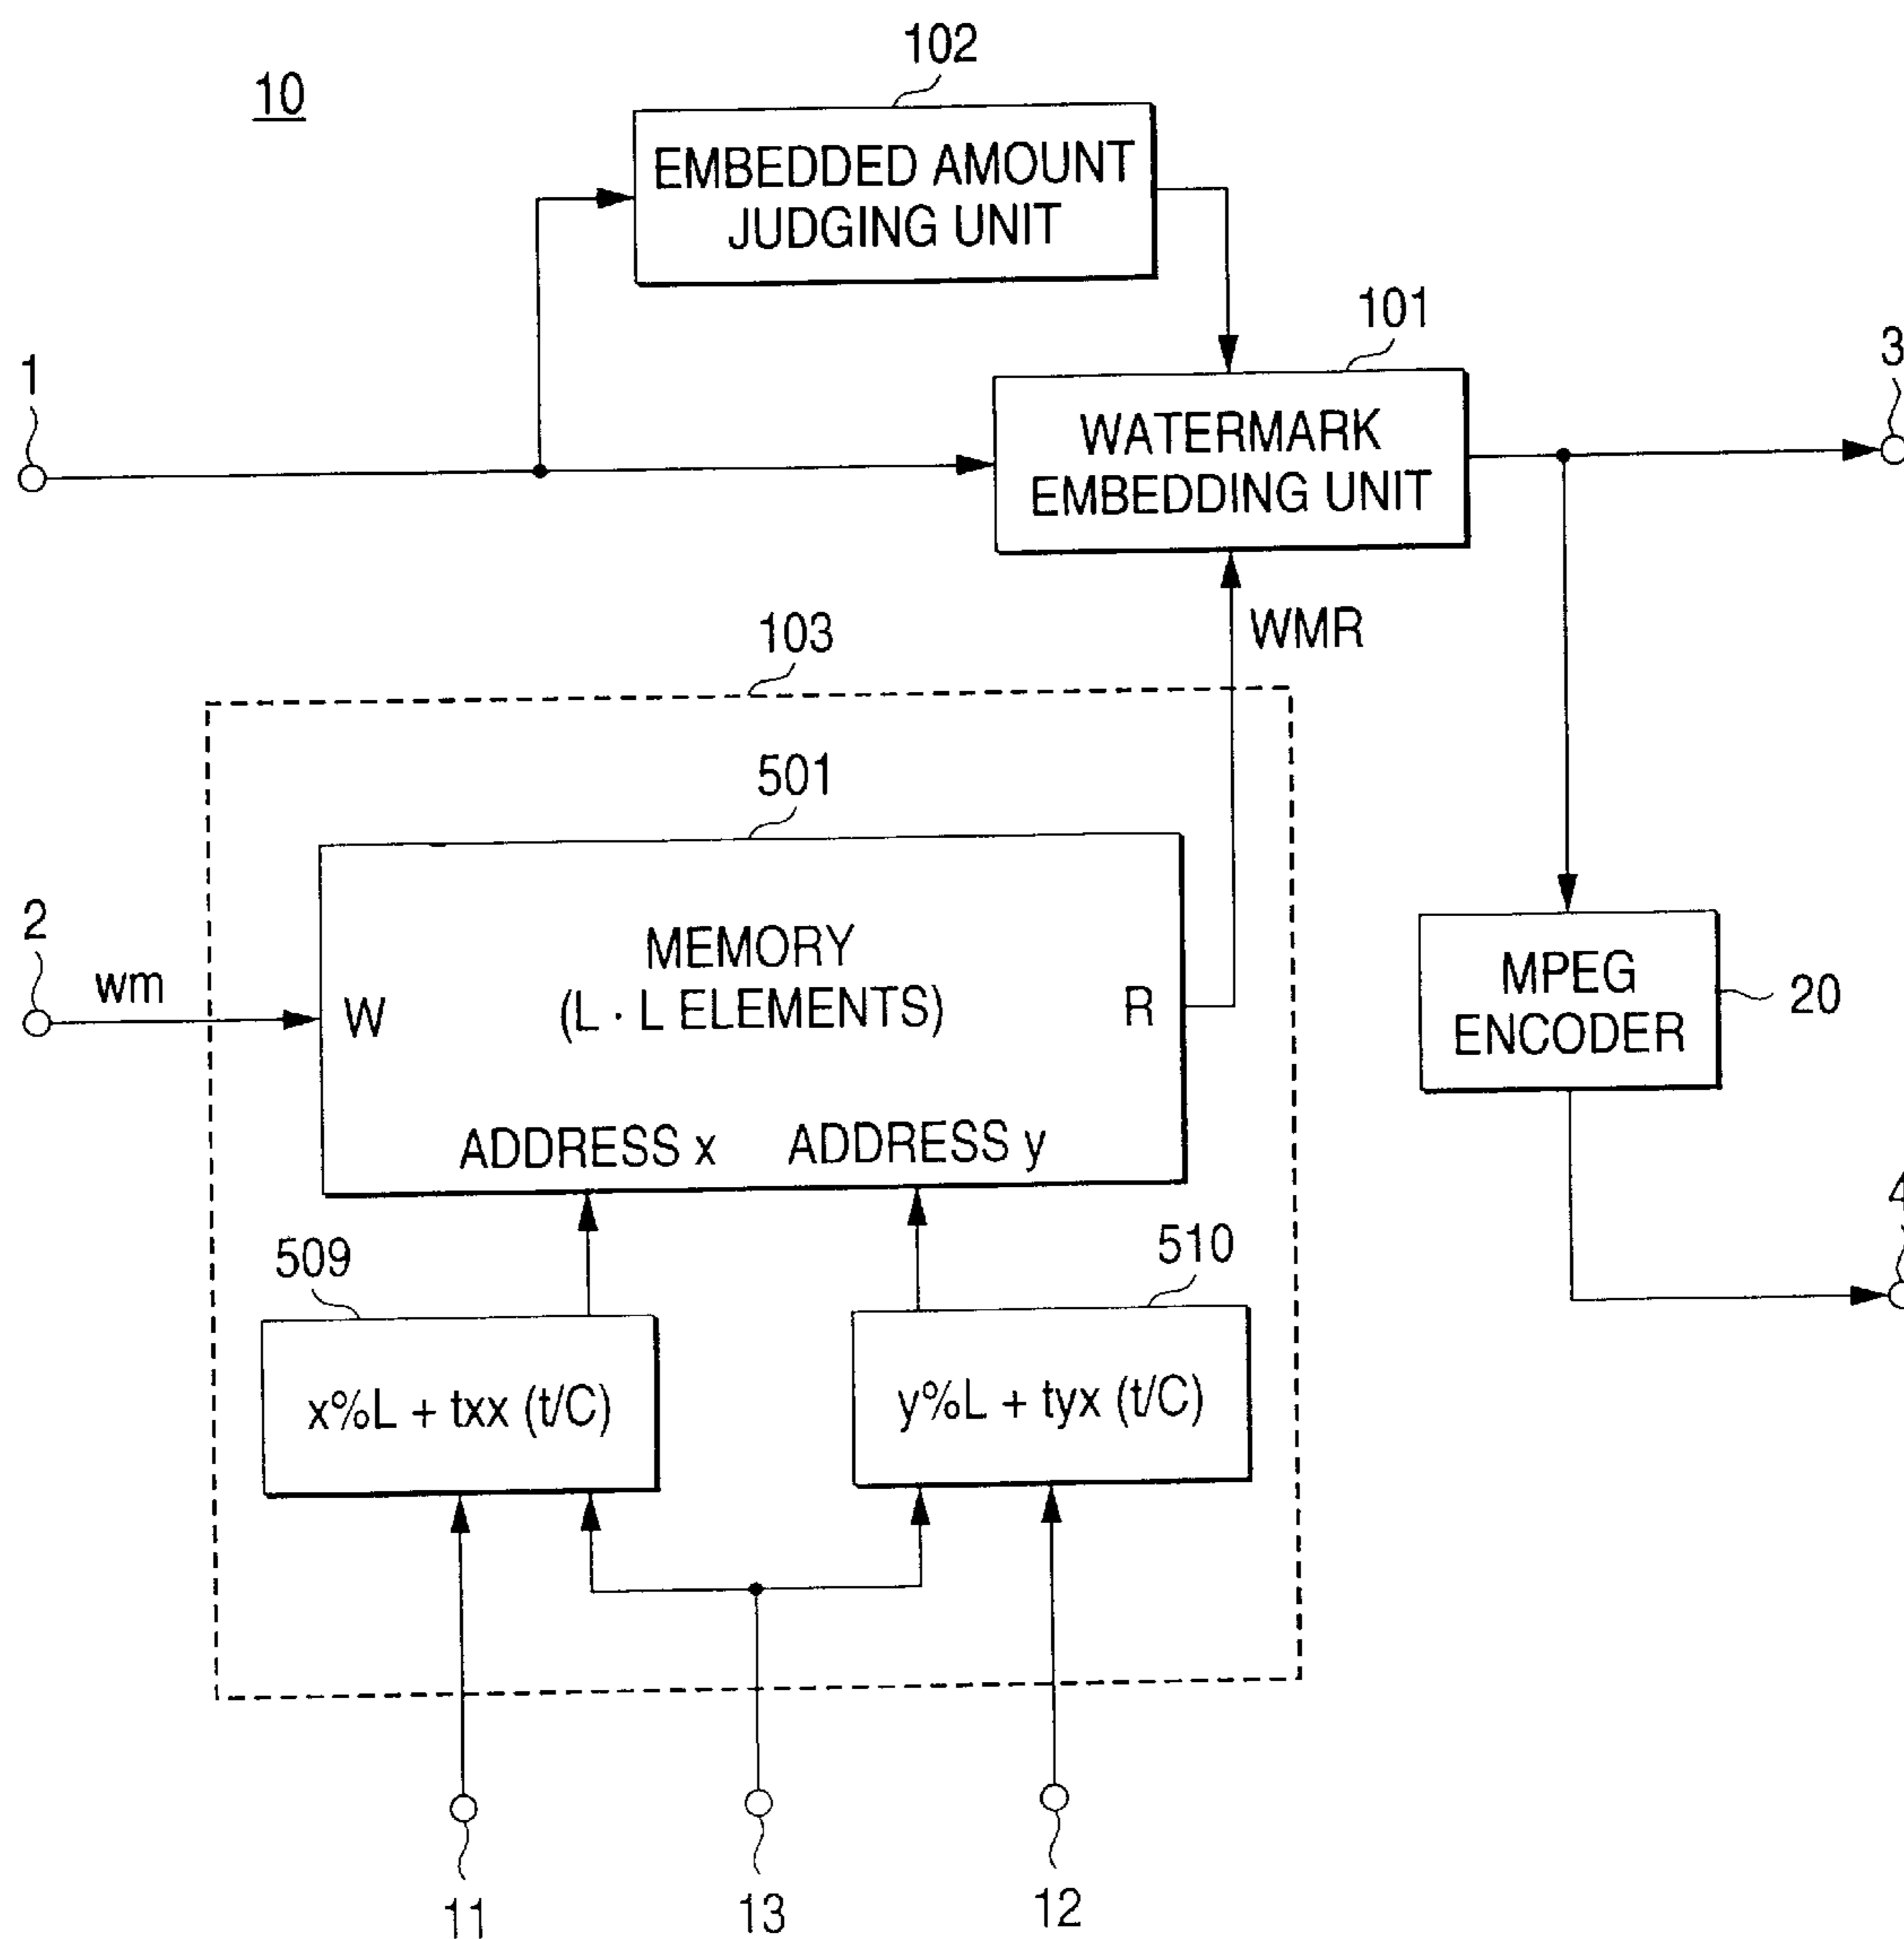 10
102
EMBEDDED AMOUNT
JUDGING UNIT
101
1
3
WATERMARK
EMBEDDING UNIT
103
WMR
501
2
wm
MEMORY
(L · L ELEMENTS)
W
R
MPEG
ENCODER
20
ADDRESS x
ADDRESS y
4
509
510
x%L + txx (t/C)
y%L + tyx (t/C)
11
13
12